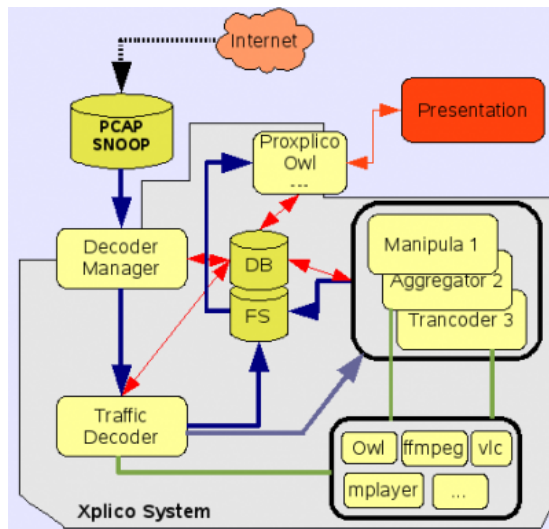 Internet
PCAP
SNOOP
Presentation
Proxplico
Owl
...
Decoder
Manager
DB
FS
Manipula 1
Aggregator 2
Trancoder 3
Traffic
Decoder
Owl
ffmpeg
vlc
mplayer
...
Xplico System